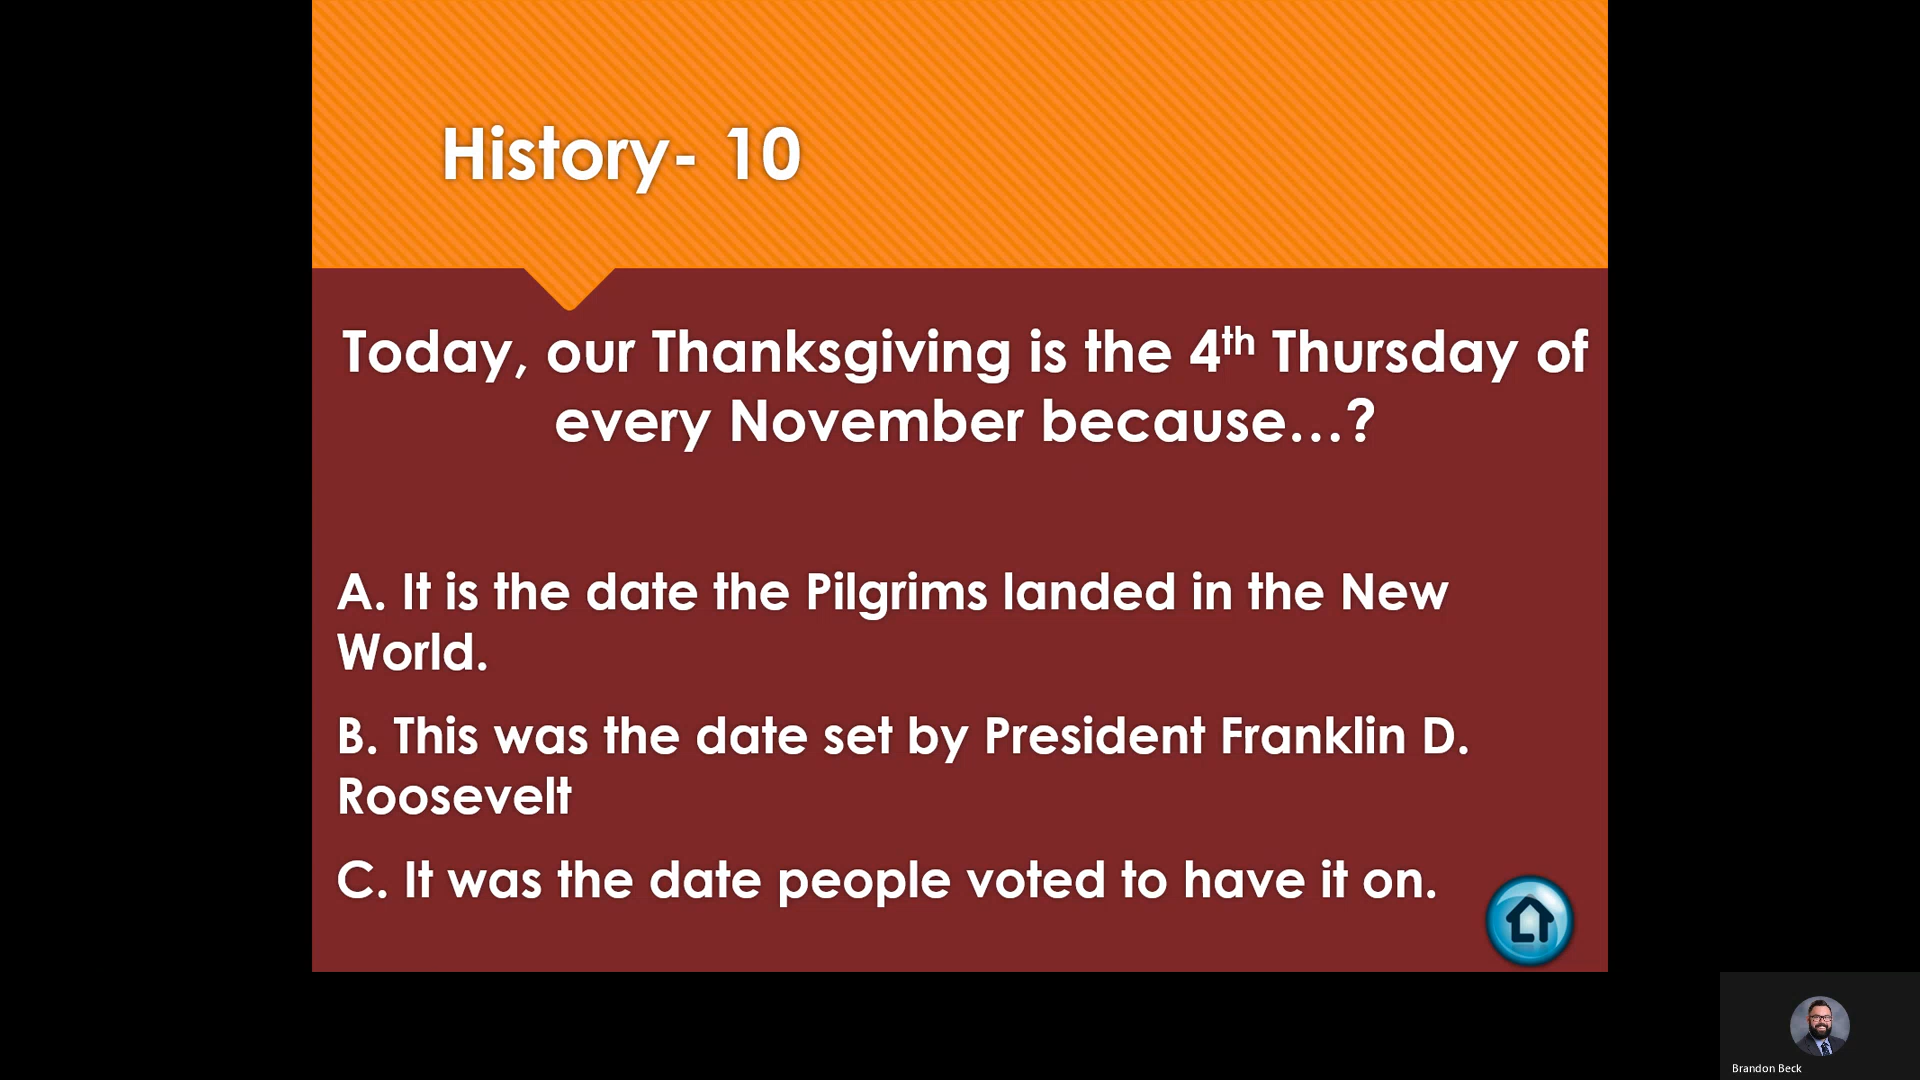 History- 10
Today, our Thanksgiving is the 4th Thursday of
every November because…?
A. It is the date the Pilgrims landed in the New
World.
B. This was the date set by President Franklin D.
Roosevelt
C. It was the date people voted to have it on.
Brandon Beck